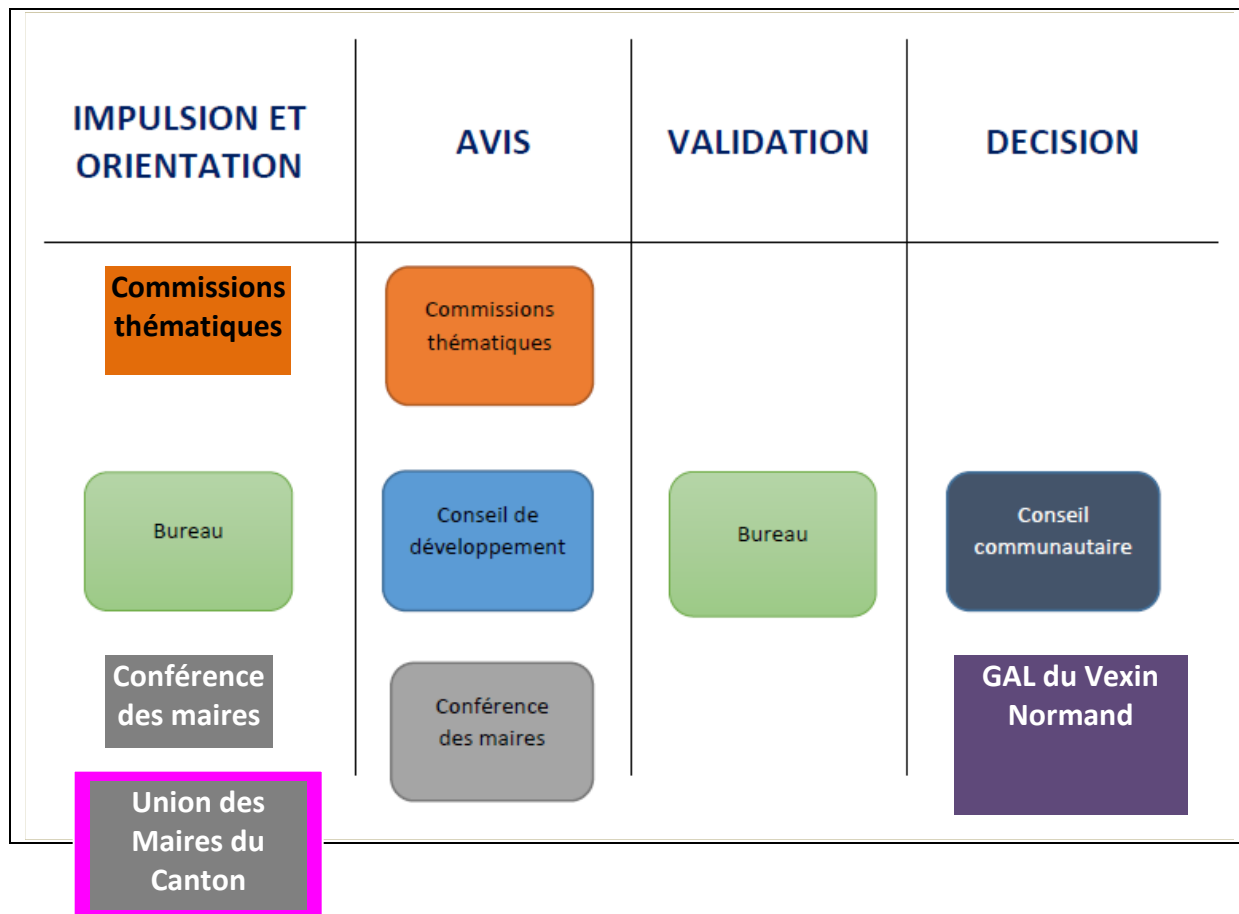 IMPULSION ET
ORIENTATION
AVIS
VALIDATION
DECISION
Commissions
thématiques
Commissions
thématiques
Bureau
Conseil de
développement
Bureau
Conseil
communautaire
Conférence
des maires
Conférence
des maires
GAL du Vexin
Normand
Union des
Maires du
Canton